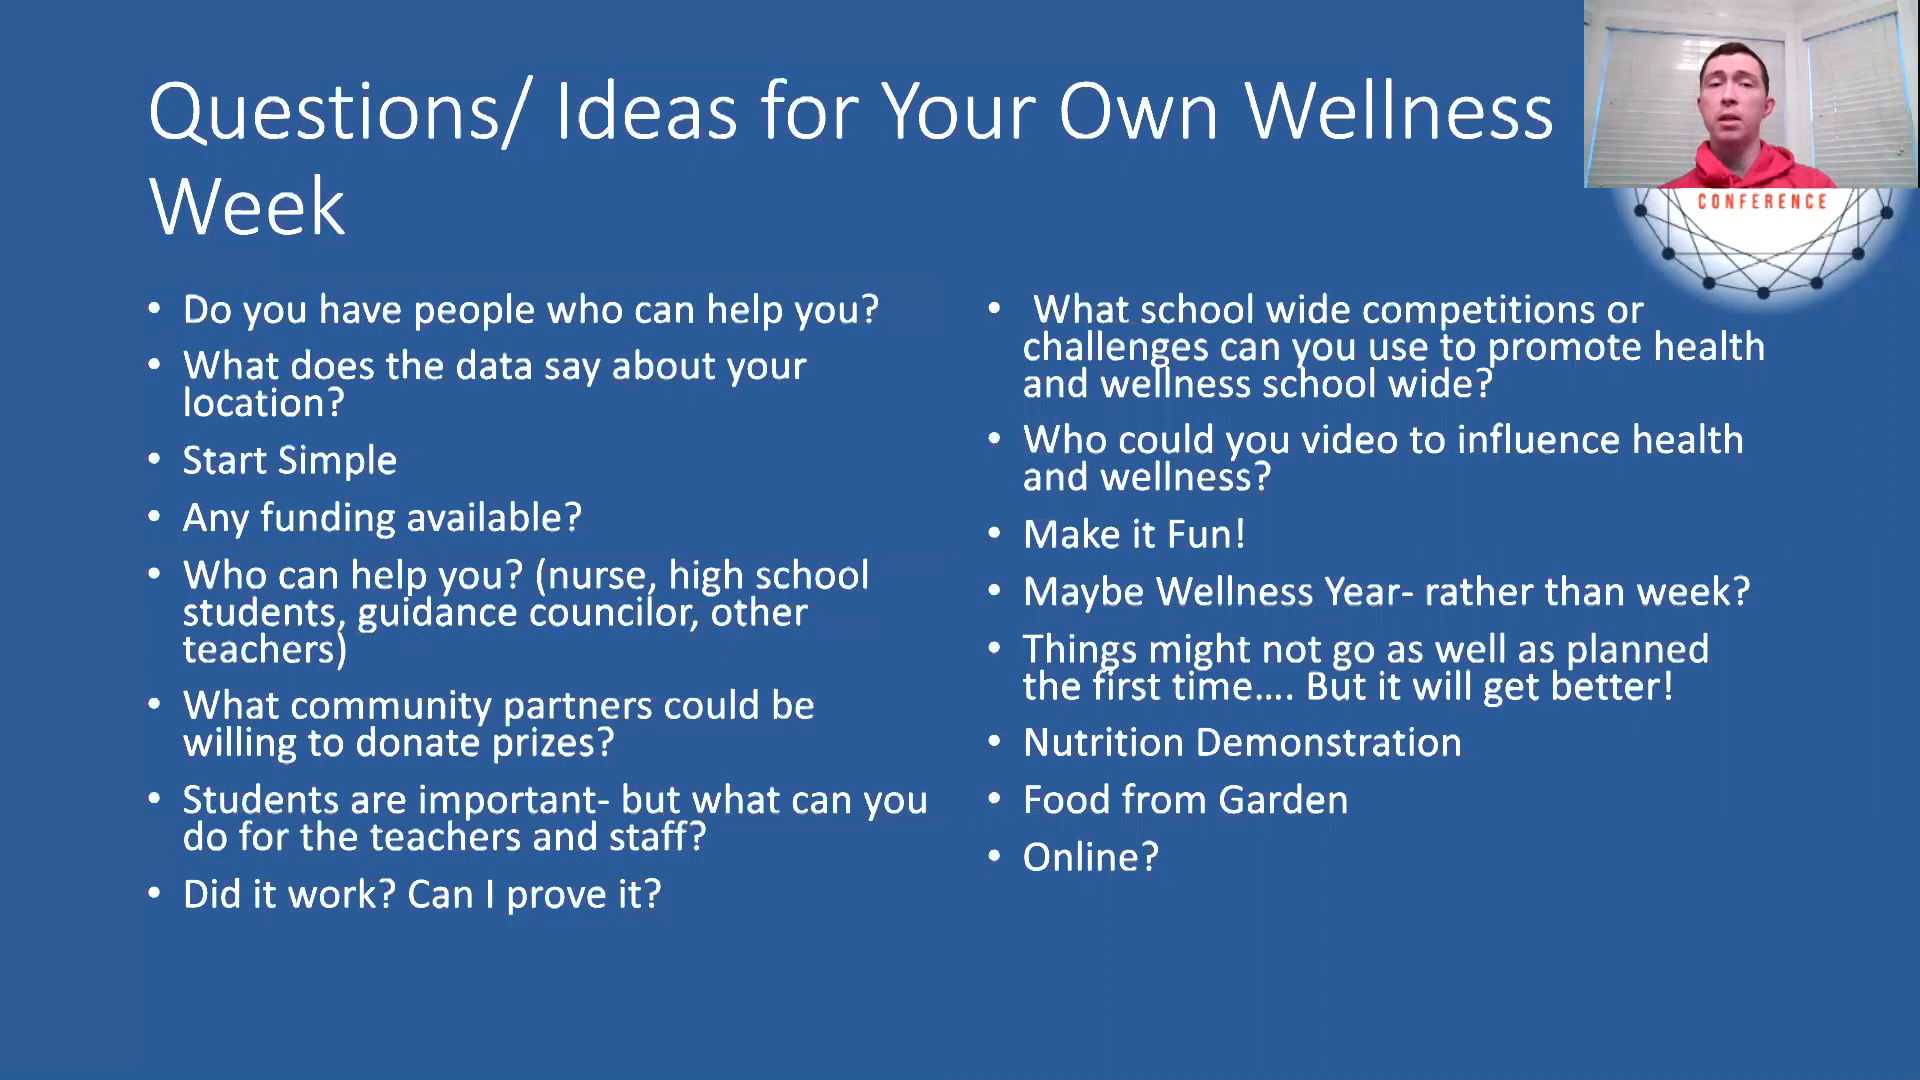 Questions/ Ideas for Your Own Wellness
Week
CONFERENCE
• Do you have people who can help you?
• What does the data say about your
location?
• Start Simple
• Any funding available?
• Who can help you? (nurse, high school
students, guidance councilor, other
teachers)
• What community partners could be
willing to donate prizes?
• Students are important- but what can you
do for the teachers and staff?
• Did it work? Can I prove it?
• What school wide competitions or
challenges can you use to promote health
and wellness school wide?
• Who could you video to influence health
and wellness?
• Make it Fun!
• Maybe Wellness Year- rather than week?
• Things might not go as well as planned
the first time…. But it will get better!
• Nutrition Demonstration
• Food from Garden
• Online?